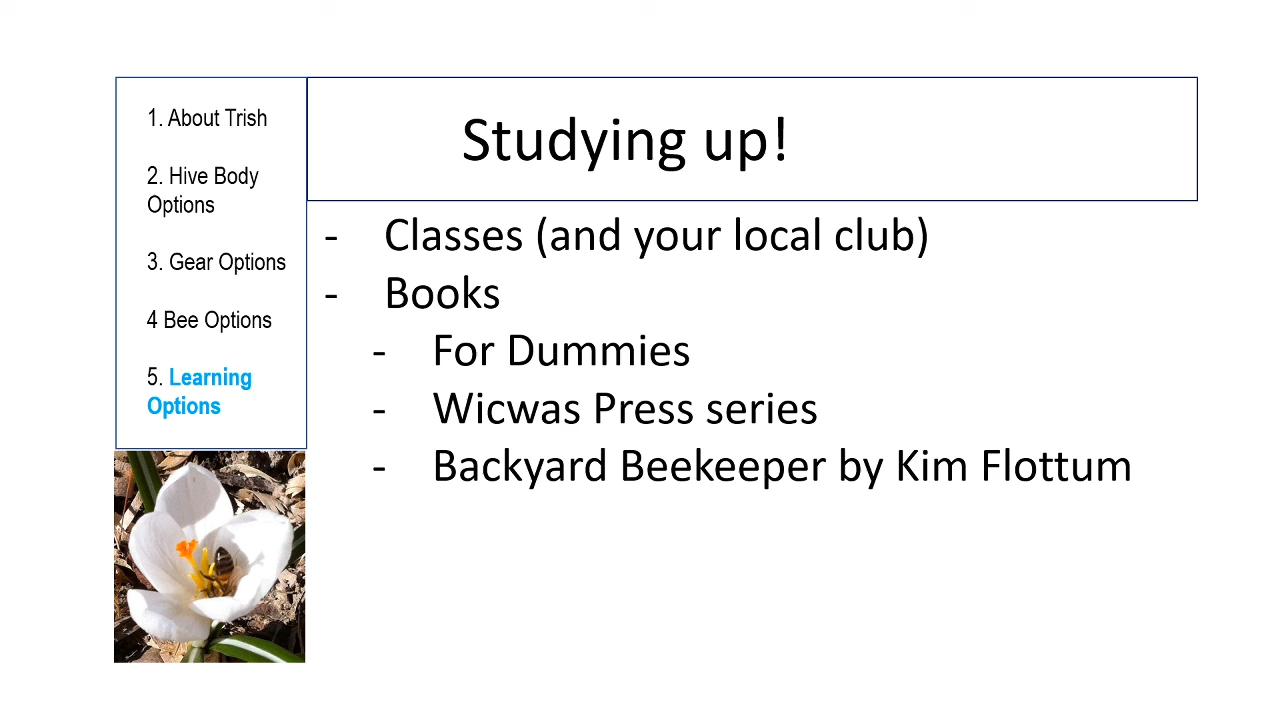 1. About Trish
2. Hive Body
Options
3. Gear Options
4 Bee Options
5. Learning
Options
Studying up!
- Classes (and your local club)
- Books
- For Dummies
- Wicwas Press series
- Backyard Beekeeper by Kim Flottum